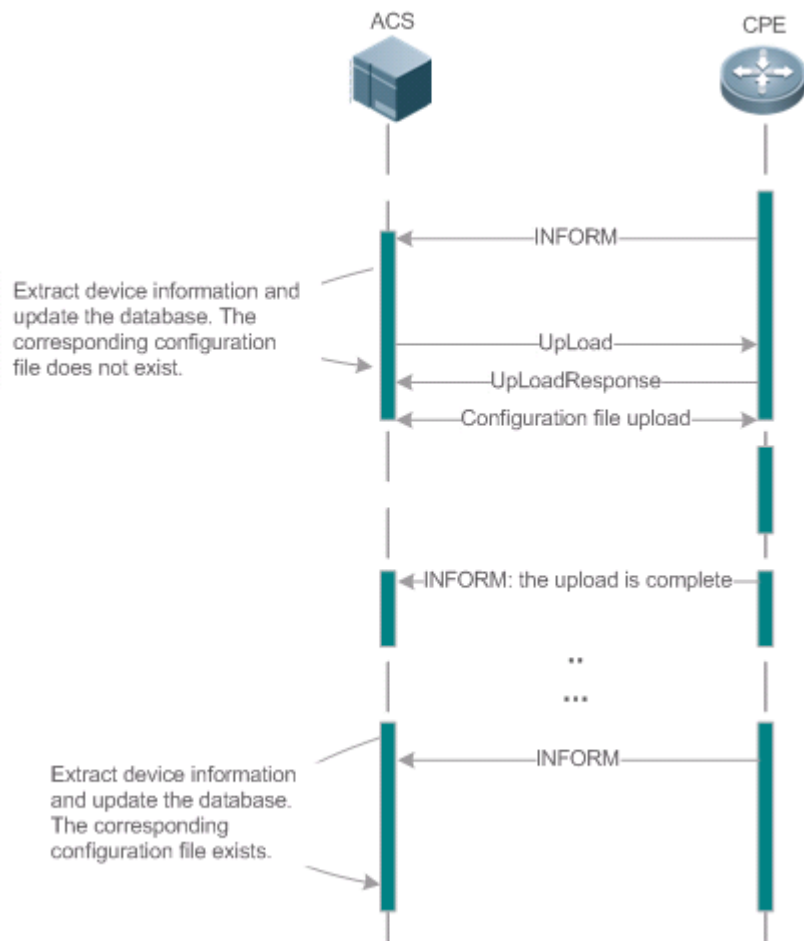 ACS
CPE
INFORM
Extract device information and
update the database. The
corresponding configuration
file does not exist.
UpLoad
UpLoadResponse
Configuration file upload
INFORM: the upload is complete
..
...
INFORM
Extract device information
and update the database.
The corresponding
configuration file exists.